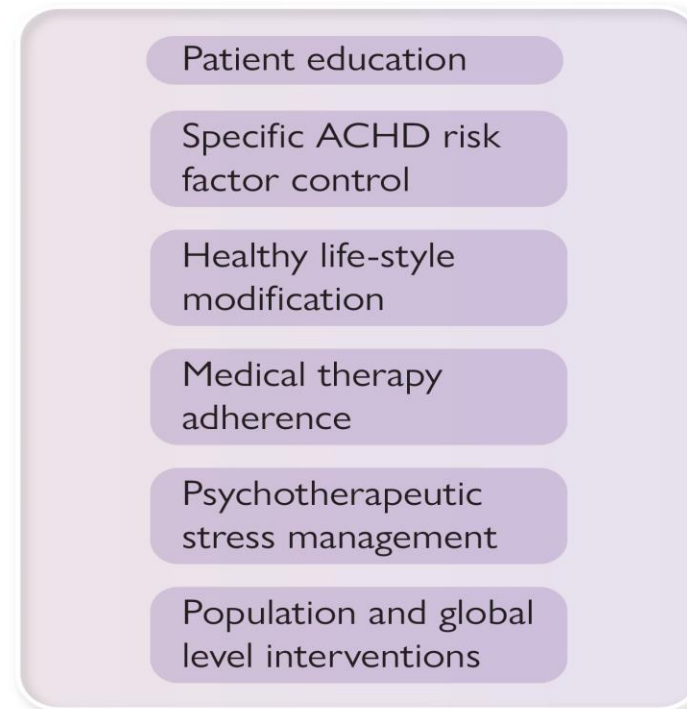 Patient education
Specific ACHD risk
factor control
Healthy life-style
modification
Medical therapy
adherence
Psychotherapeutic
stress management
Population and global
level interventions